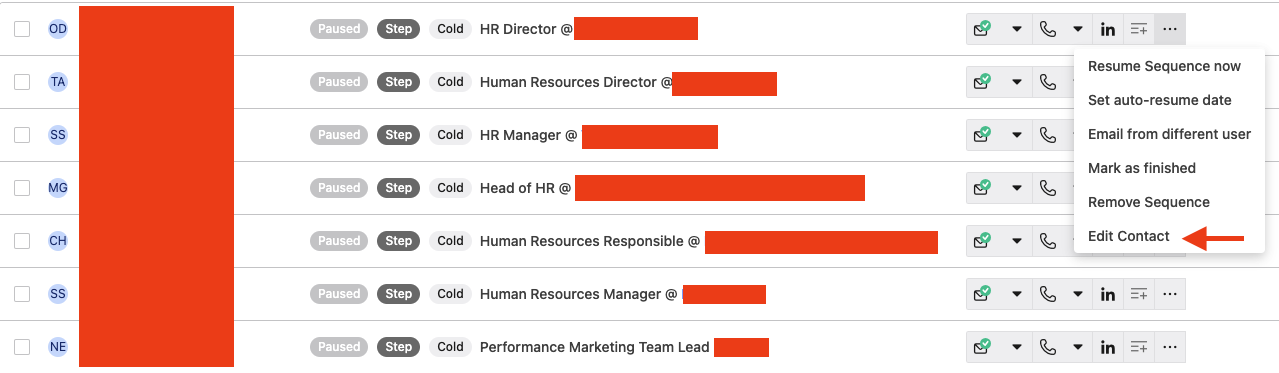 OD Paused Step Cold HR Director @ in ...
Resume Sequence now
TA Paused Step Cold Human Resources Director @
Set auto-resume date
SS Paused Step Cold HR Manager @
Email from different user
Mark as finished
MG Paused Step Cold Head of HR @
Remove Sequence
CH Paused Step Cold Human Resources Responsible @
Edit Contact
SS Paused Step Cold Human Resources Manager @ in ...
NE Paused Step Cold Performance Marketing Team Lead in ...